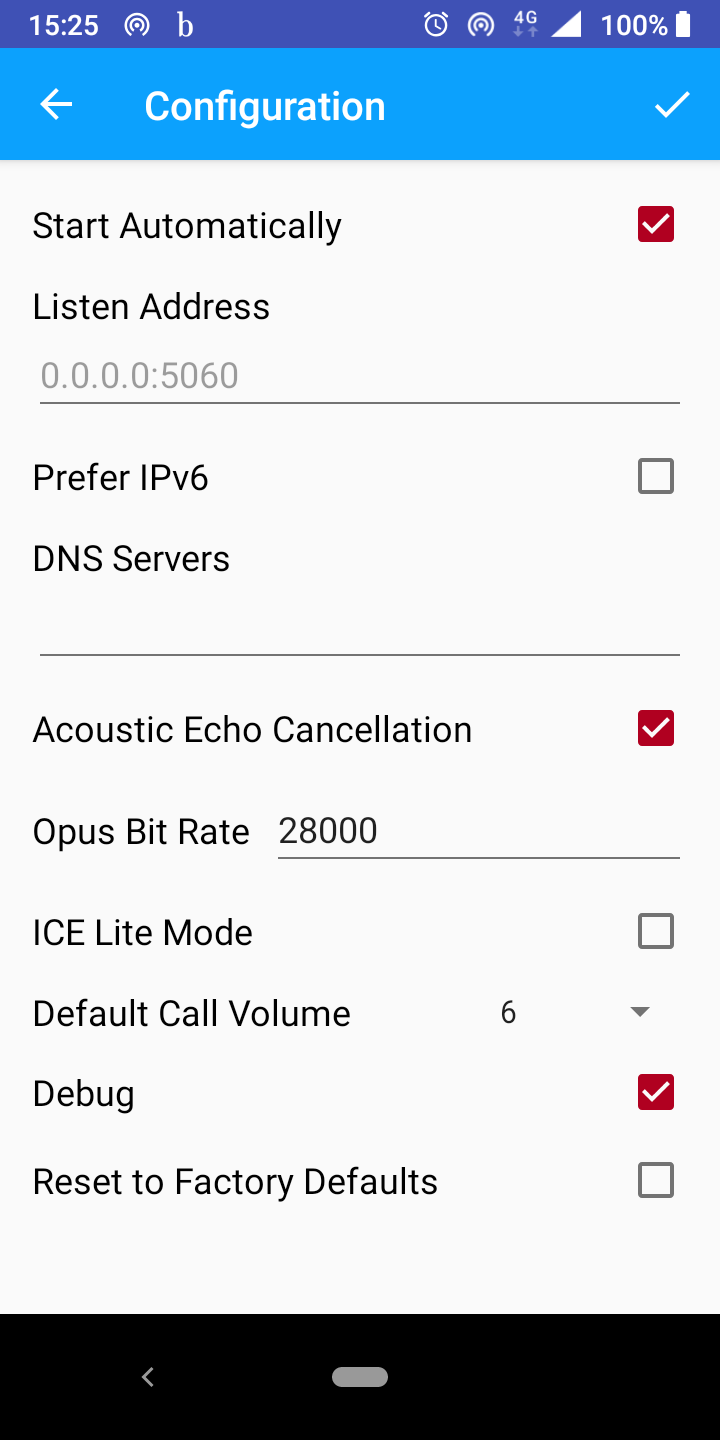 15:25 b 4G 100%
Configuration
Start Automatically
Listen Address
0.0.0.0:5060
Prefer IPv6
DNS Servers
Acoustic Echo Cancellation
Opus Bit Rate 28000
ICE Lite Mode
Default Call Volume 6
Debug
Reset to Factory Defaults